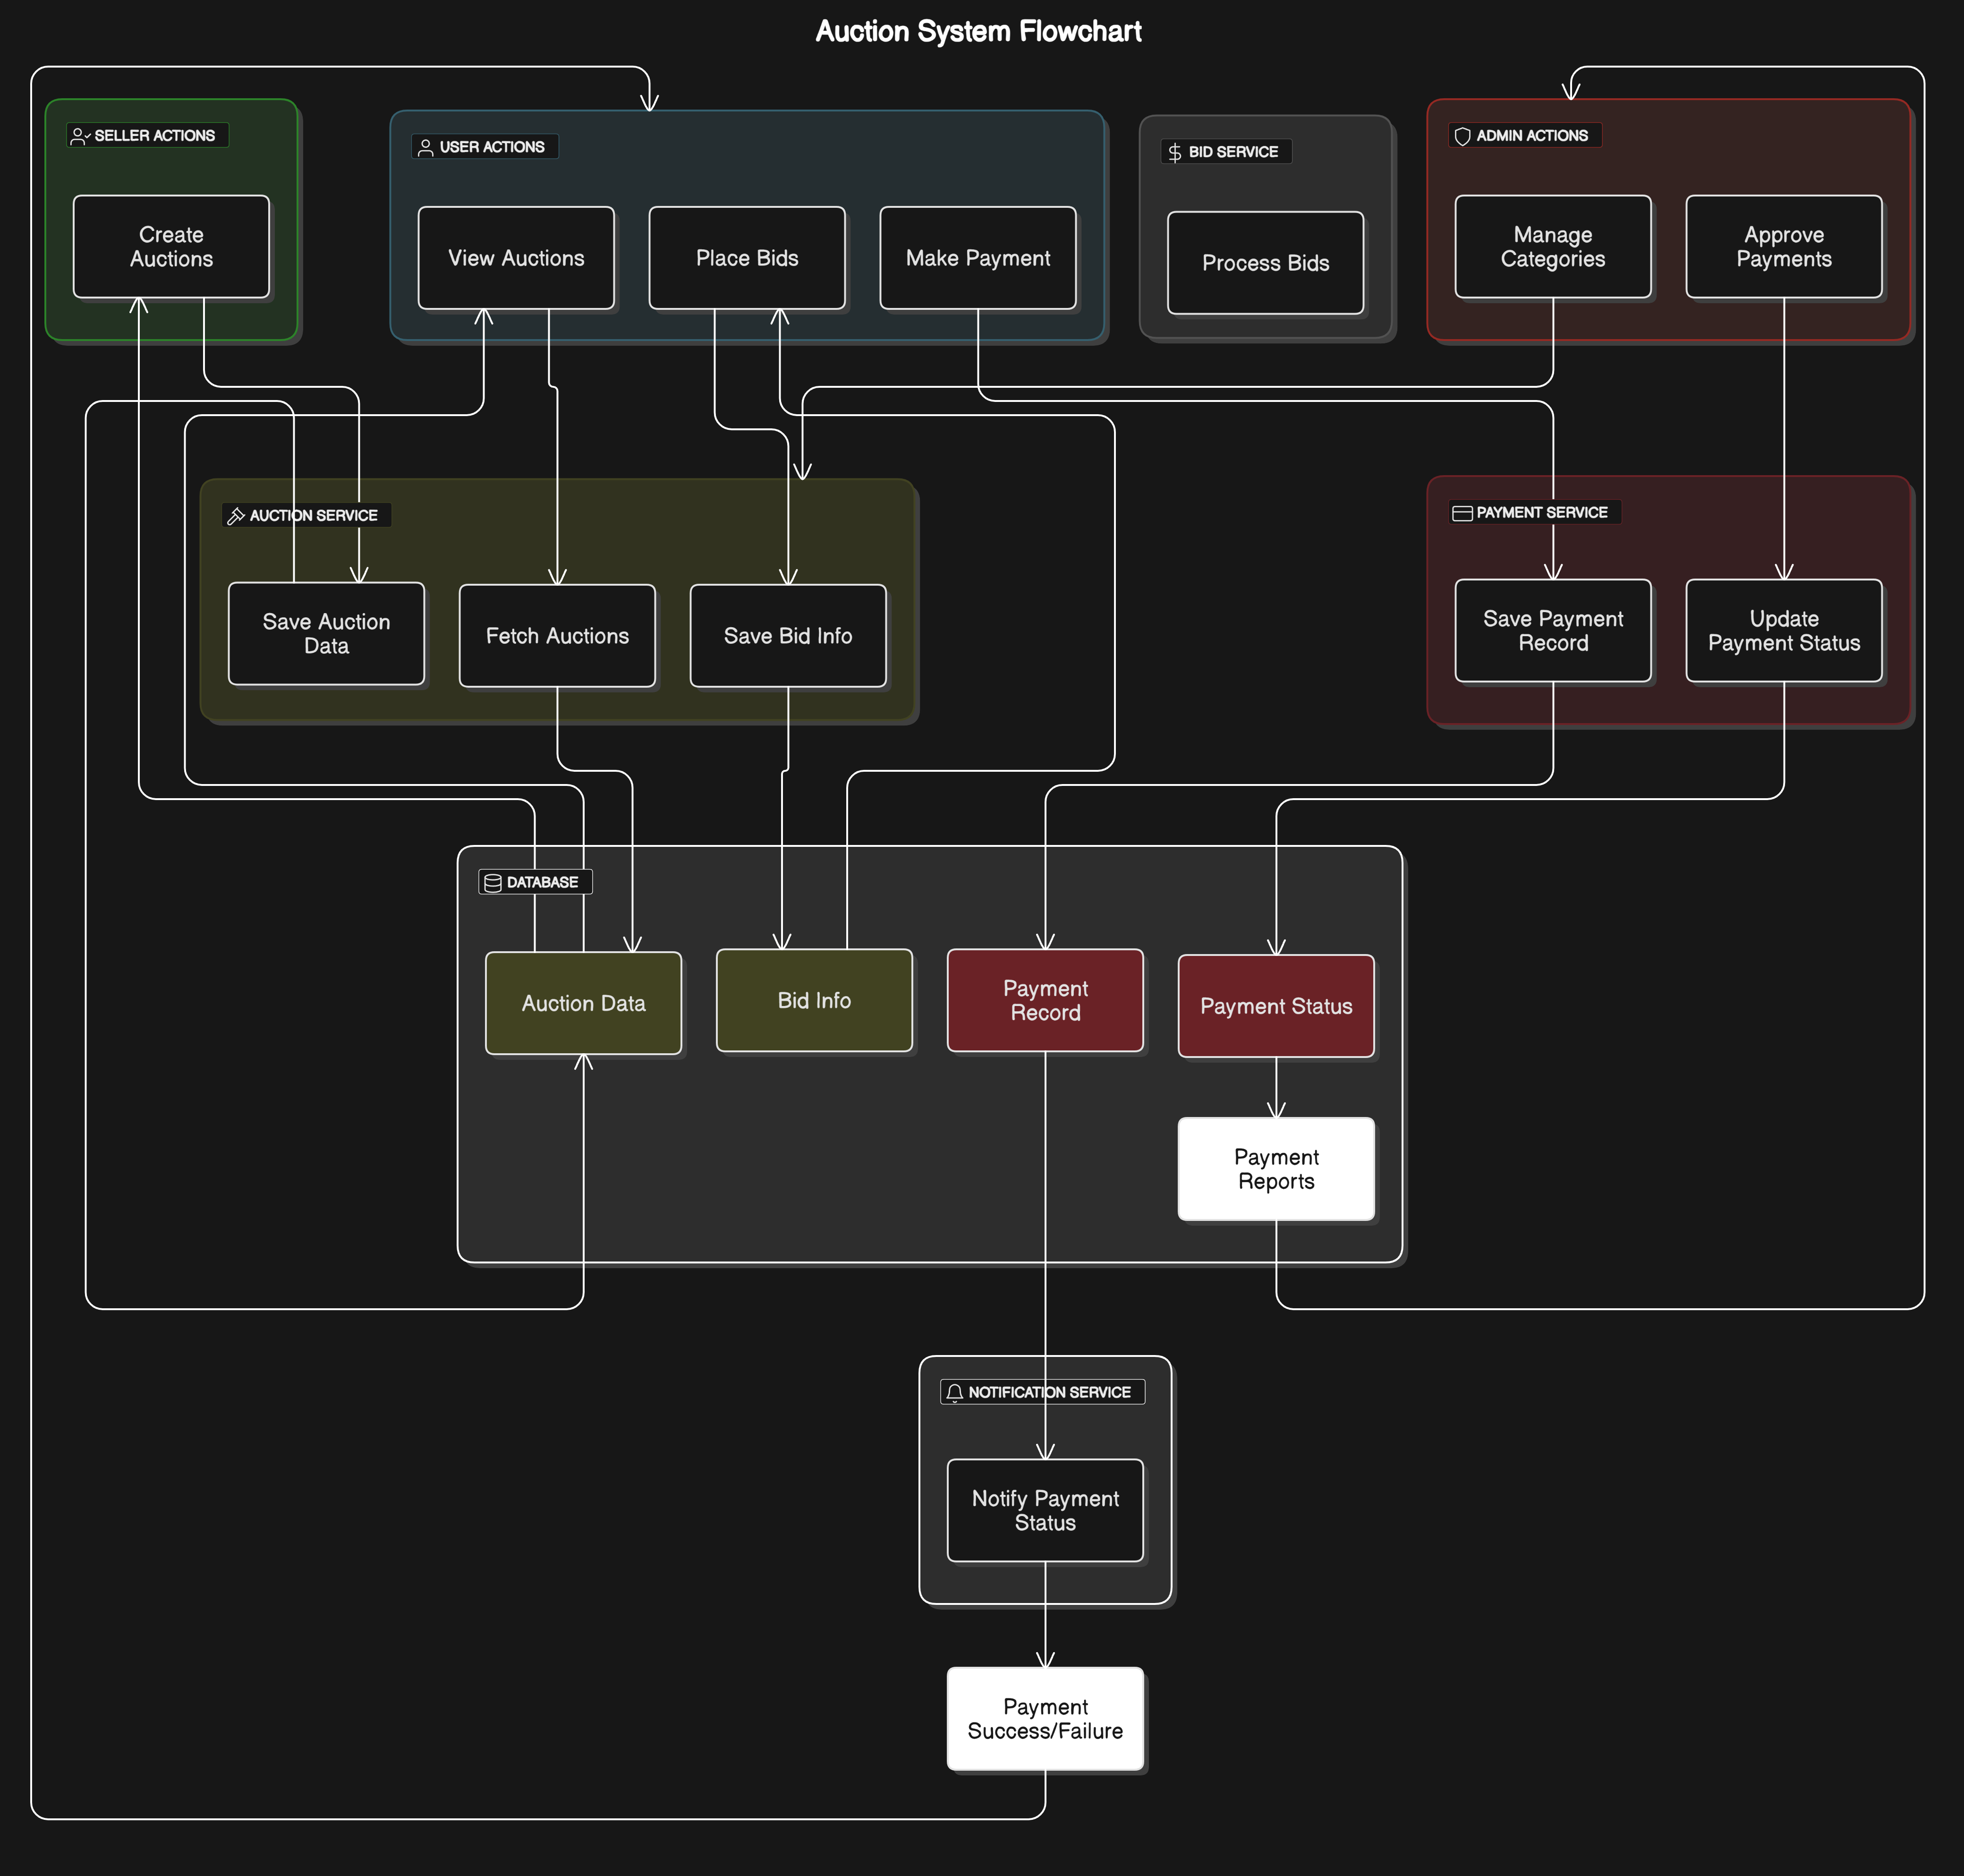 Auction System Flowchart
SELLER ACTIONS
Create
Auctions
USER ACTIONS
View Auctions
Place Bids
Make Payment
BID SERVICE
Process Bids
ADMIN ACTIONS
Manage
Categories
Approve
Payments
AUCTION SERVICE
Save Auction
Data
Fetch Auctions
Save Bid Info
PAYMENT SERVICE
Save Payment
Record
Update
Payment Status
DATABASE
Auction Data
Bid Info
Payment
Record
Payment Status
Payment
Reports
NOTIFICATION SERVICE
Notify Payment
Status
Payment
Success/Failure